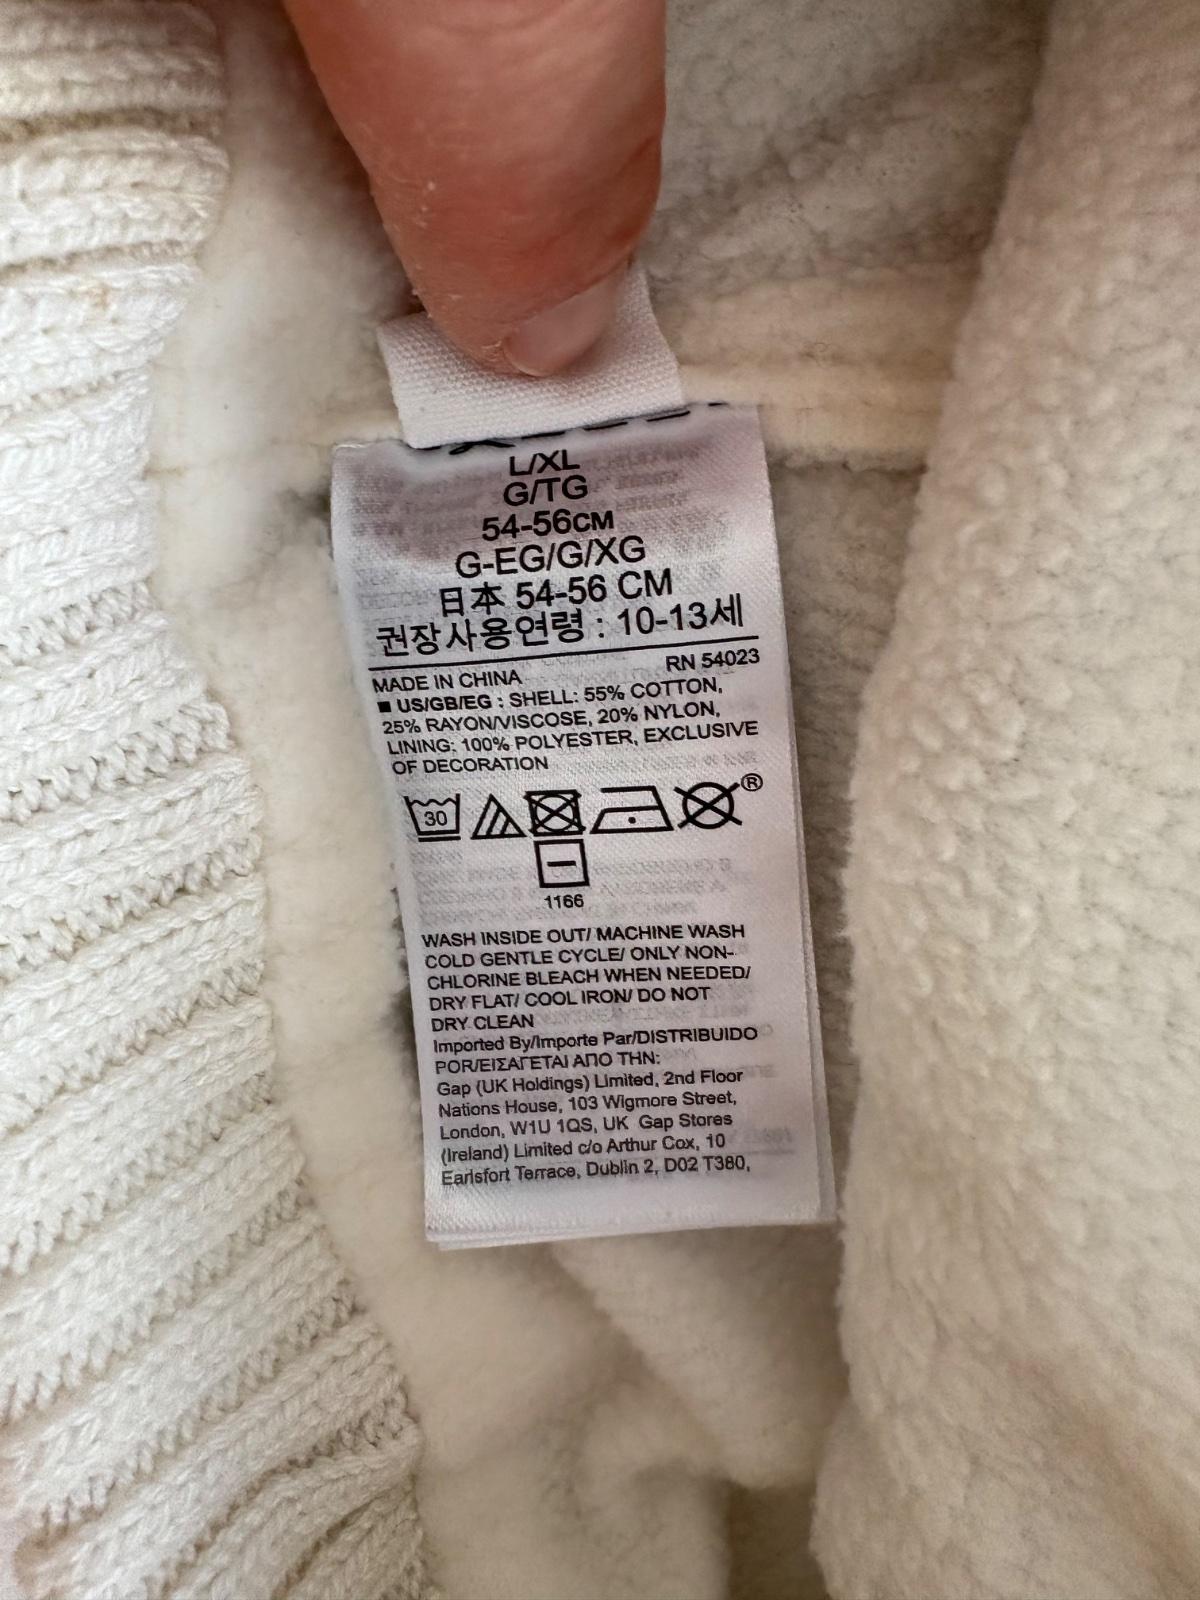 L/XL
G/TG
54-56CM
G-EG/G/XG
日本 54-56 CM
권장사용연령 : 10-13세
MADE IN CHINA RN 54023
■ US/GB/EG : SHELL: 55% COTTON,
25% RAYON/VISCOSE, 20% NYLON,
LINING: 100% POLYESTER, EXCLUSIVE
OF DECORATION
30 ®
1166
WASH INSIDE OUT/ MACHINE WASH
COLD GENTLE CYCLE/ ONLY NON-
CHLORINE BLEACH WHEN NEEDED/
DRY FLAT/ COOL IRON/ DO NOT
DRY CLEAN
Imported By/Importe Par/DISTRIBUIDO
POR/ΕΙΣΑΓΕΤΑΙ ΑΠΟ ΤΗΝ:
Gap (UK Holdings) Limited, 2nd Floor
Nations House, 103 Wigmore Street,
London, W1U 1QS, UK Gap Stores
(Ireland) Limited c/o Arthur Cox, 10
Earlsfort Terrace, Dublin 2, D02 T380,